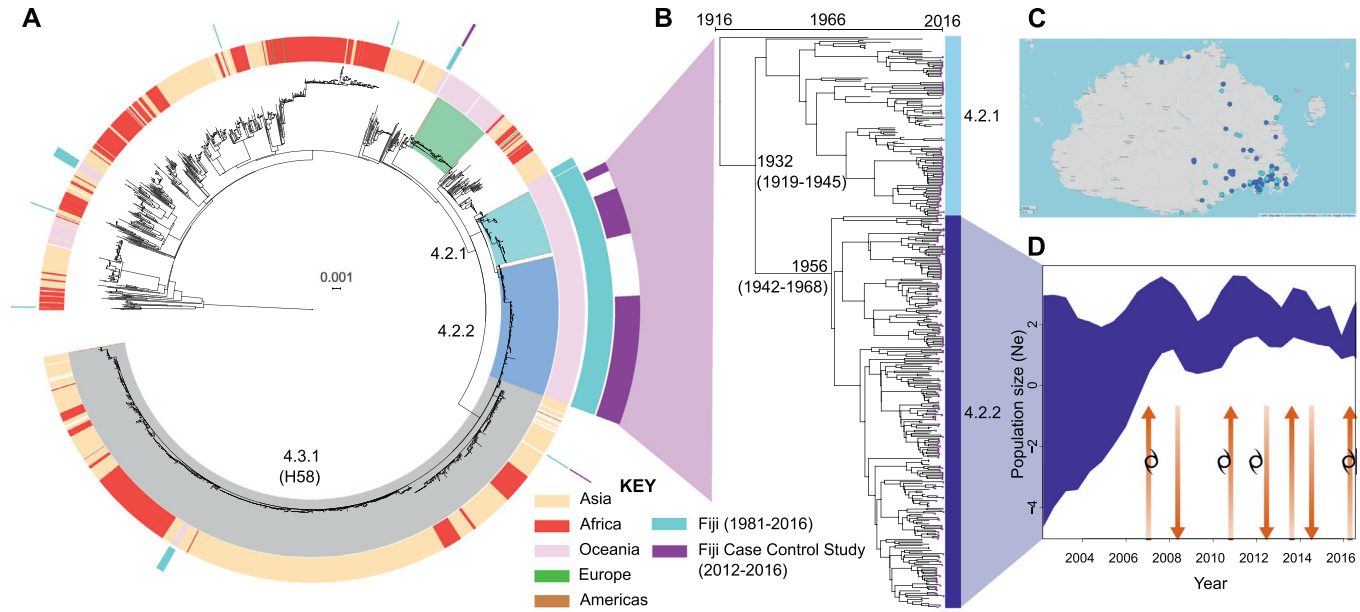 A
0.001
4.2.1
4.2.2
4.3.1
(H58)
KEY
Asia
Africa
Oceania
Europe
Americas
Fiji (1981-2016)
Fiji Case Control Study
(2012-2016)
B
1916
1966
2016
1932
(1919-1945)
1956
(1942-1968)
4.2.1
4.2.2
C
D
Population size (Ne)
2
0
−2
−4
2004
2006
2008
2010
2012
2014
2016
Year